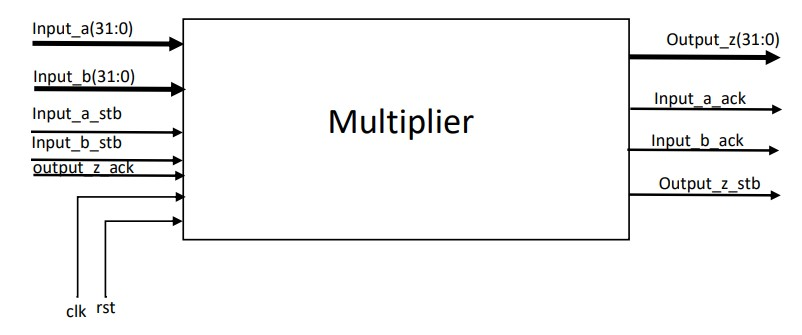 Input_a(31:0)
Input_b(31:0)
Input_a_stb
Input_b_stb
output_z_ack
clk
rst
Multiplier
Output_z(31:0)
Input_a_ack
Input_b_ack
Output_z_stb